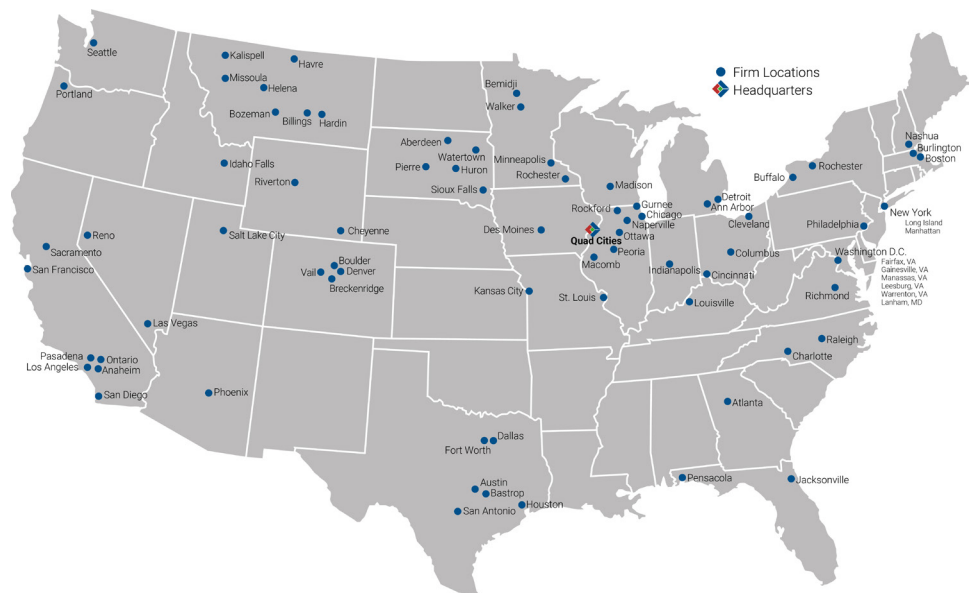 Seattle
Portland
Kalispell
Havre
Missoula
Helena
Bozeman
Billings
Hardin
Idaho Falls
Riverton
Reno
Sacramento
San Francisco
Salt Lake City
Cheyenne
Boulder
Vail
Denver
Breckenridge
Las Vegas
Pasadena
Ontario
Los Angeles
Anaheim
San Diego
Phoenix
Bemidji
Walker
Aberdeen
Watertown
Pierre
Huron
Sioux Falls
Minneapolis
Rochester
Des Moines
Kansas City
St. Louis
Firm Locations
Headquarters
Madison
Rockford
Gurnee
Chicago
Naperville
Ottawa
Quad Cities
Peoria
Macomb
Indianapolis
Detroit
Ann Arbor
Cleveland
Columbus
Cincinnati
Louisville
Nashua
Burlington
Boston
Rochester
Buffalo
New York
Long Island
Manhattan
Philadelphia
Washington D.C.
Fairfax, VA
Gainesville, VA
Manassas, VA
Leesburg, VA
Warrenton, VA
Lanham, MD
Richmond
Raleigh
Charlotte
Atlanta
Dallas
Fort Worth
Austin
Bastrop
San Antonio
Houston
Pensacola
Jacksonville